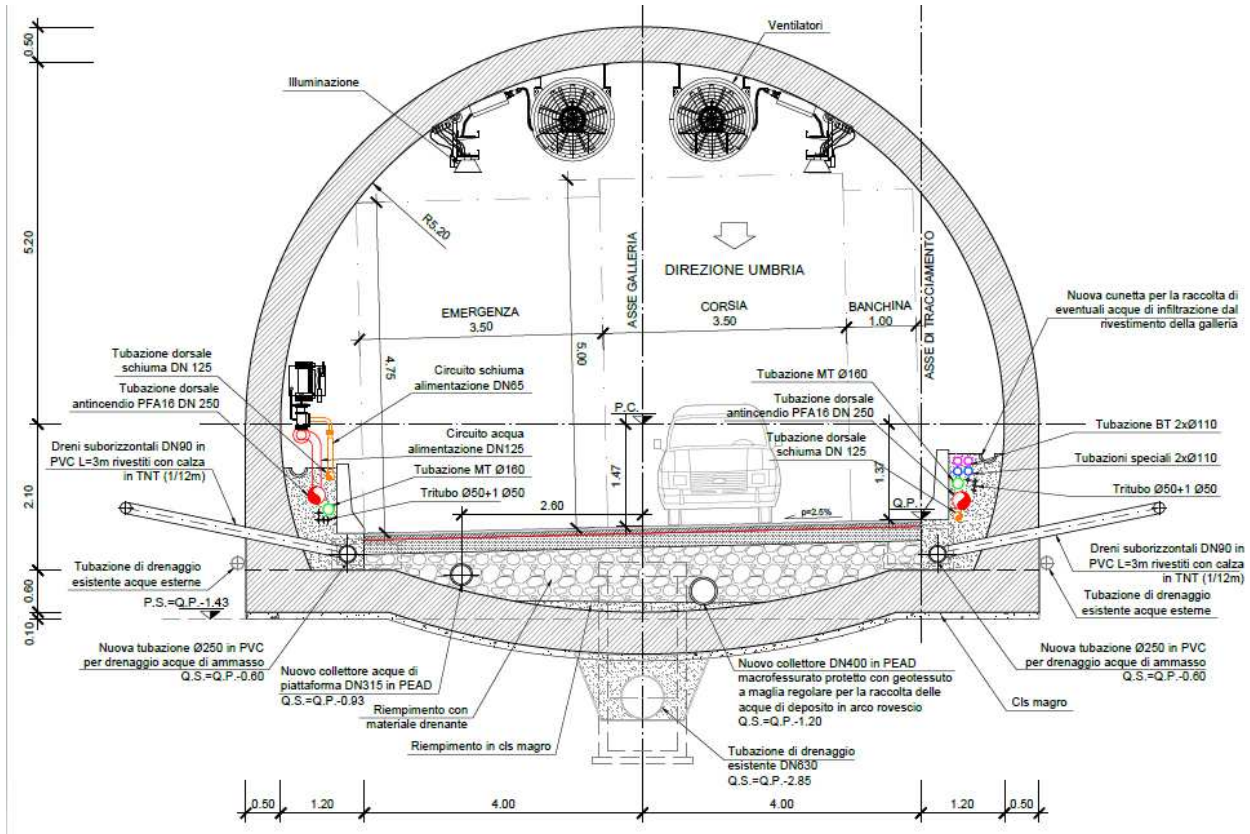 Ventilatori
Illuminazione
0.50
5.20
2.10
0.60
0.10
R5.20
ASSE GALLERIA
ASSE DI TRACCIAMENTO
DIREZIONE UMBRIA
EMERGENZA
3.50
CORSIA
3.50
BANCHINA
1.00
4.75
5.00
Nuova cunetta per la raccolta di
eventuali acque di infiltrazione dal
rivestimento della galleria
Tubazione dorsale
schiuma DN 125
Tubazione dorsale
antincendio PFA16 DN 250
Dreni suborizzontali DN90 in
PVC L=3m rivestiti con calza
in TNT (1/12m)
Circuito schiuma
alimentazione DN65
Circuito acqua
alimentazione DN125
Tubazione MT Ø160
Tritubo Ø50+1 Ø50
P.C.
1.47
2.60
1.37
Q.P.
p=2.5%
Tubazione MT Ø160
Tubazione dorsale
antincendio PFA16 DN 250
Tubazione dorsale
schiuma DN 125
Tubazione BT 2xØ110
Tubazioni speciali 2xØ110
Tritubo Ø50+1 Ø50
Dreni suborizzontali DN90 in
PVC L=3m rivestiti con calza
in TNT (1/12m)
Tubazione di drenaggio
esistente acque esterne
Tubazione di drenaggio
esistente acque esterne
P.S.=Q.P.-1.43
Nuova tubazione Ø250 in PVC
per drenaggio acque di ammasso
Q.S.=Q.P.-0.60
Nuovo collettore acque di
piattaforma DN315 in PEAD
Q.S.=Q.P.-0.93
Riempimento con
materiale drenante
Riempimento in cls magro
Nuovo collettore DN400 in PEAD
macrofessurato protetto con geotessuto
a maglia regolare per la raccolta delle
acque di deposito in arco rovescio
Q.S.=Q.P.-1.20
Tubazione di drenaggio
esistente DN630
Q.S.=Q.P.-2.85
Nuova tubazione Ø250 in PVC
per drenaggio acque di ammasso
Q.S.=Q.P.-0.60
Cls magro
0.50 1.20 4.00 4.00 1.20 0.50